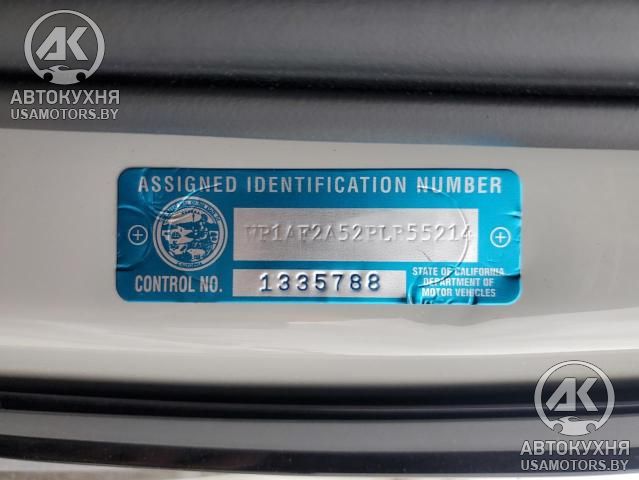 AK
АВТОКУХНЯ
USAMOTORS.BY
ASSIGNED IDENTIFICATION NUMBER
WP1AF2A52PLR55214
CONTROL NO.
1335788
STATE OF CALIFORNIA
DEPARTMENT OF
MOTOR VEHICLES
AK
АВТОКУХНЯ
USAMOTORS.BY